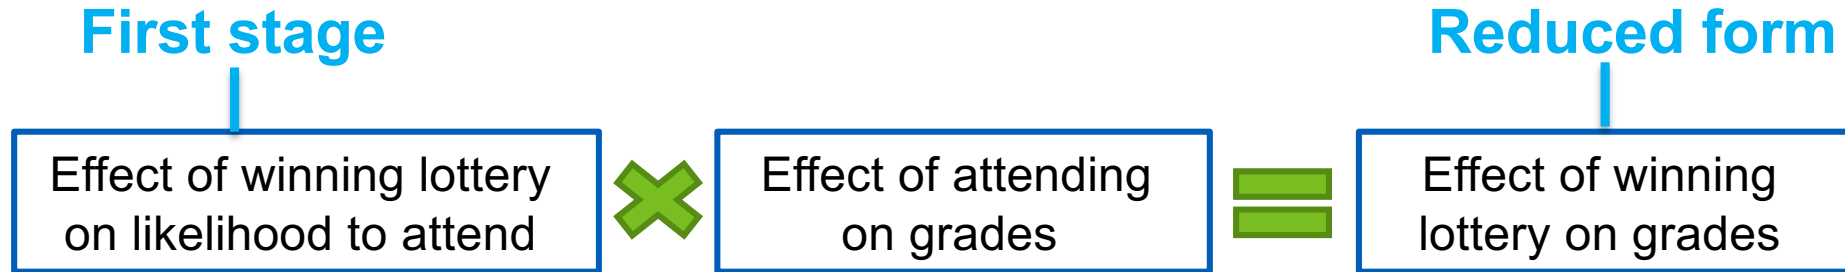 First stage
Reduced form
Effect of winning lottery
on likelihood to attend
Effect of attending
on grades
Effect of winning
lottery on grades